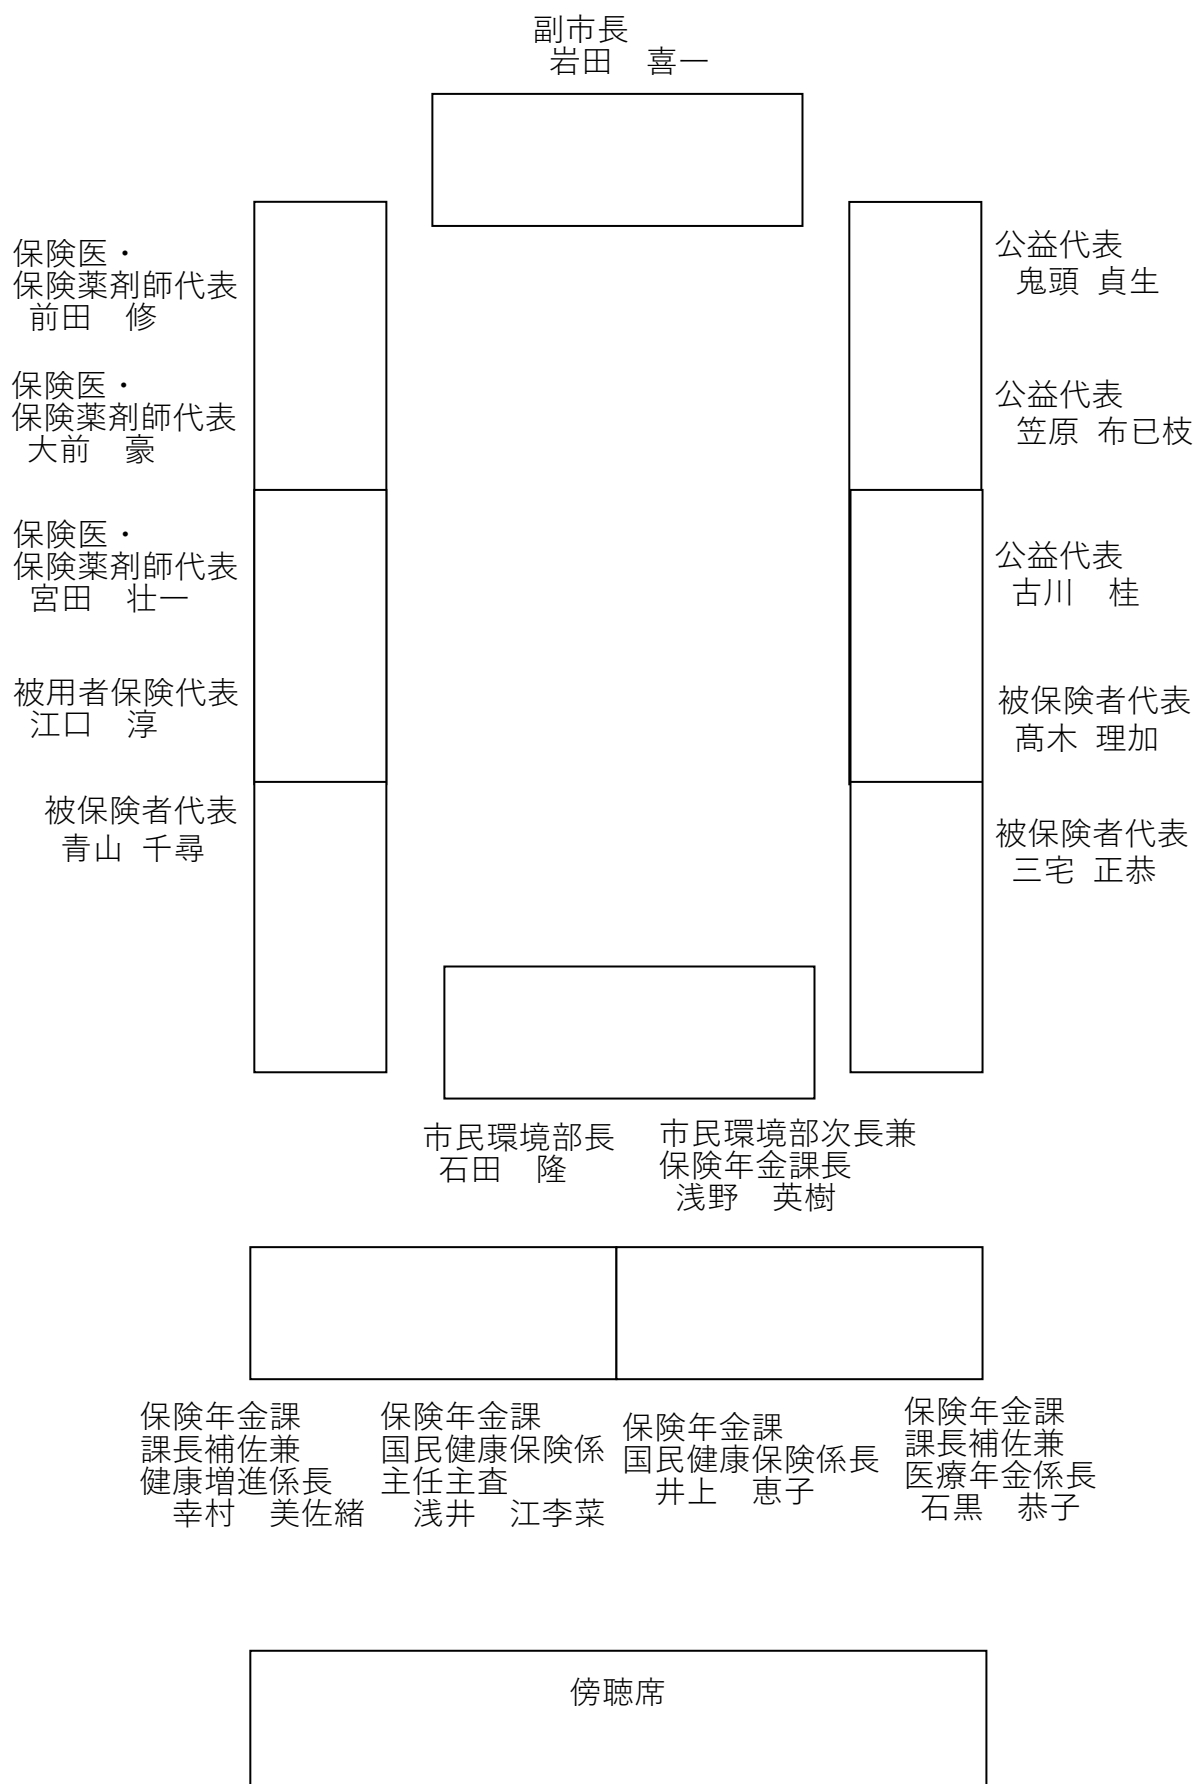 副市長
岩田　喜一
保険医・
保険薬剤師代表
前田　修
保険医・
保険薬剤師代表
大前　豪
保険医・
保険薬剤師代表
宮田　壮一
被用者保険代表
江口　淳
被保険者代表
青山 千尋
公益代表
鬼頭 貞生
公益代表
笠原 布已枝
公益代表
古川　桂
被保険者代表
髙木 理加
被保険者代表
三宅 正恭
市民環境部長
石田　隆
市民環境部次長兼
保険年金課長
浅野　英樹
保険年金課
課長補佐兼
健康増進係長
幸村　美佐緒
保険年金課
国民健康保険係
主任主査
浅井　江李菜
保険年金課
国民健康保険係長
井上　恵子
保険年金課
課長補佐兼
医療年金係長
石黒　恭子
傍聴席